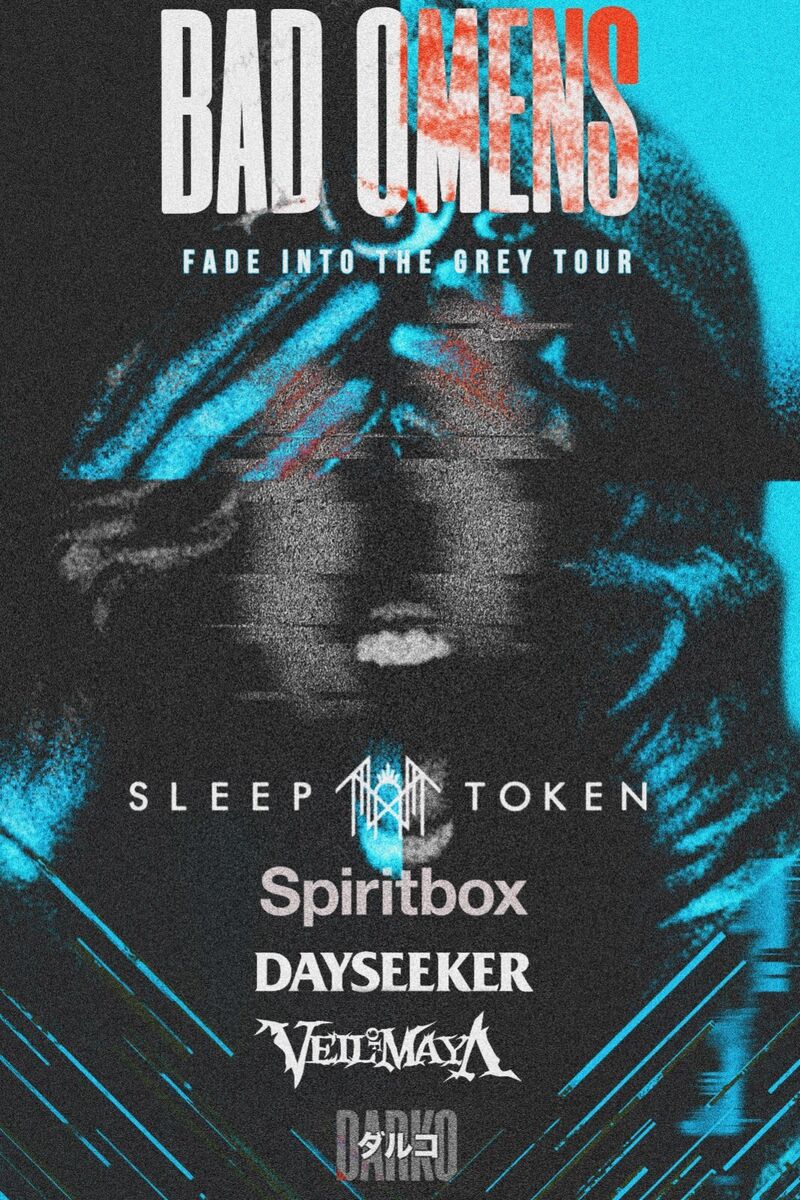 BAD OMENS
FADE INTO THE GREY TOUR
SLEEP TOKEN
Spiritbox
DAYSEEKER
VEIL OF MAYA
DARKO
ダルコ